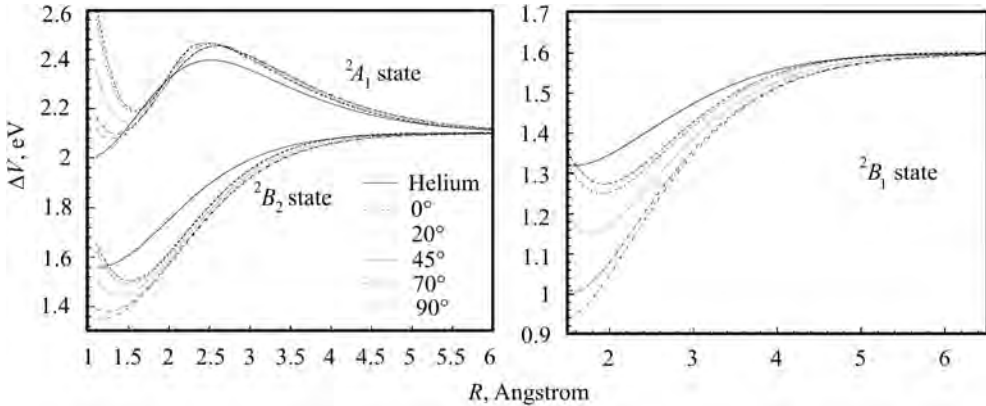 2.6
2.4
2.2
2
1.8
1.6
1.4
ΔV, eV
²A₁ state
²B₂ state
Helium
0°
20°
45°
70°
90°
1 1.5 2 2.5 3 3.5 4 4.5 5 5.5 6
1.7
1.6
1.5
1.4
1.3
1.2
1.1
1
0.9
²B₁ state
2 3 4 5 6
R, Angstrom